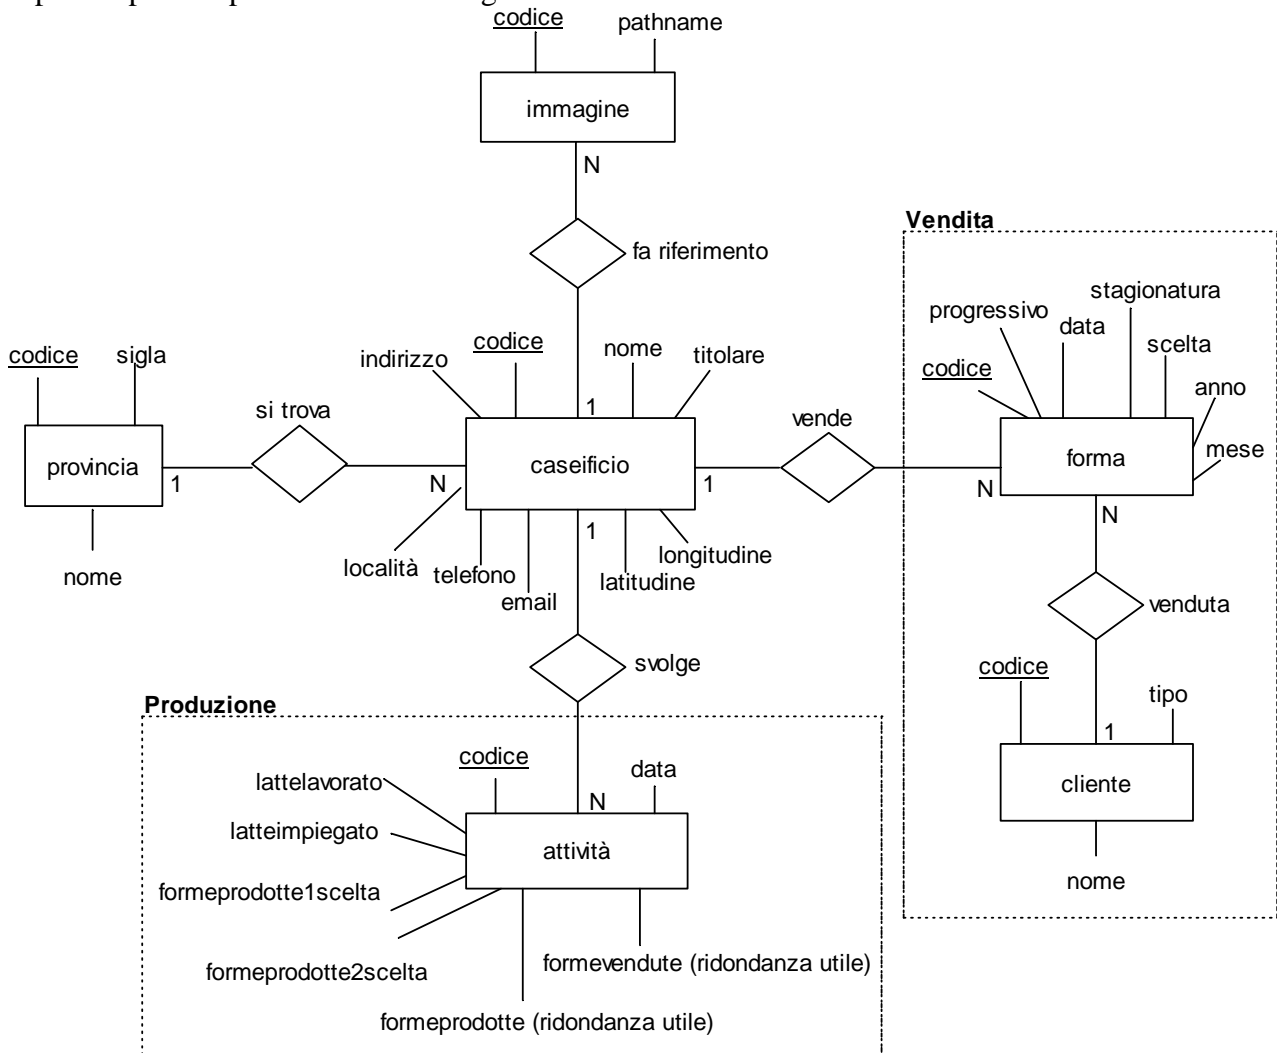 codice
pathname
immagine
N
fa riferimento
Vendita
stagionatura
progressivo
data
scelta
codice
anno
mese
codice
sigla
indirizzo
codice
nome
titolare
si trova
1
vende
provincia
1
N
caseificio
1
N
forma
N
nome
località
telefono
email
1
latitudine
longitudine
venduta
svolge
codice
tipo
Produzione
1
cliente
nome
codice
data
lattelavorato
N
latteimpiegato
attività
formeprodotte1scelta
formeprodotte2scelta
formevendute (ridondanza utile)
formeprodotte (ridondanza utile)